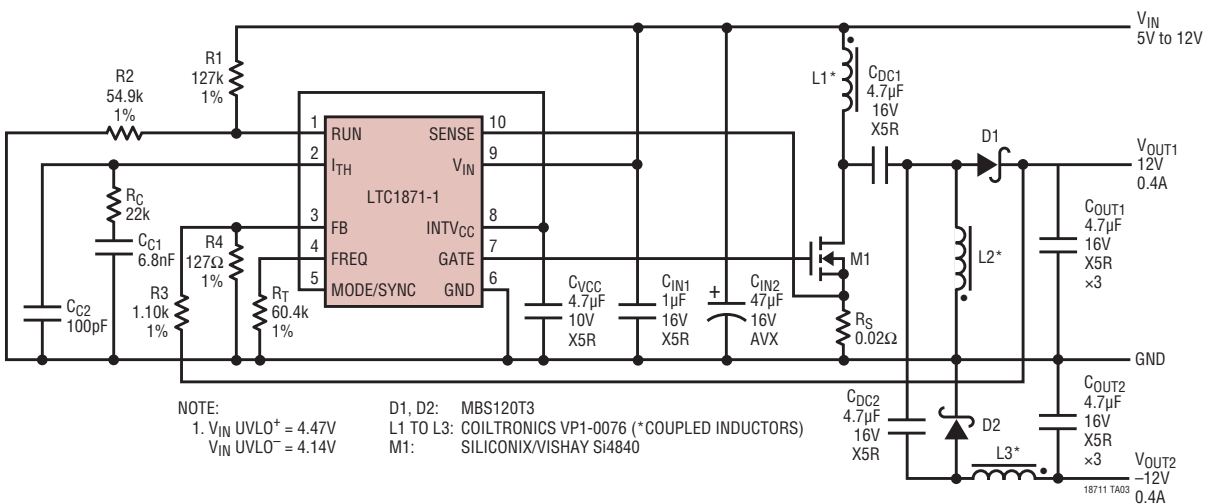 VIN
5V to 12V
R1
127k
1%
R2
54.9k
1%
L1*
CDC1
4.7µF
16V
X5R
1
RUN
SENSE
10
2
ITH
VIN
9
LTC1871-1
3
FB
INTVCC
8
4
FREQ
GATE
7
5
MODE/SYNC
GND
6
RC
22k
CC1
6.8nF
CC2
100pF
R3
1.10k
1%
R4
127Ω
1%
RT
60.4k
1%
CVCC
4.7µF
10V
X5R
CIN1
1µF
16V
X5R
+
CIN2
47µF
16V
AVX
M1
RS
0.02Ω
D1
L2*
VOUT1
12V
0.4A
COUT1
4.7µF
16V
X5R
×3
GND
CDC2
4.7µF
16V
X5R
D2
L3*
COUT2
4.7µF
16V
X5R
×3
VOUT2
–12V
0.4A
18711 TA03
NOTE:
1. VIN UVLO+ = 4.47V
VIN UVLO– = 4.14V
D1, D2: MBS120T3
L1 TO L3: COILTRONICS VP1-0076 (*COUPLED INDUCTORS)
M1: SILICONIX/VISHAY Si4840